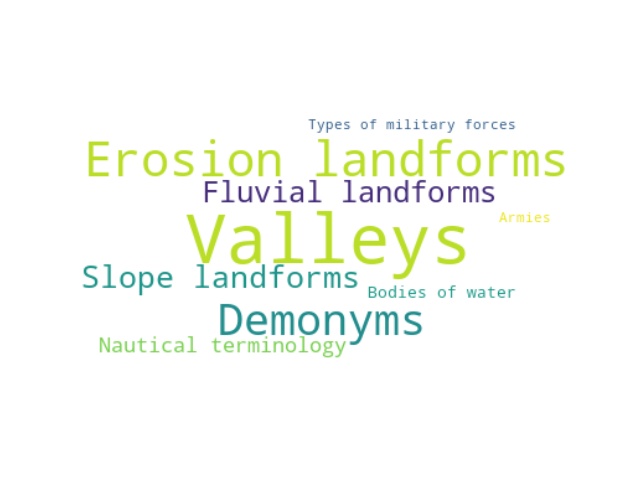 Types of military forces
Erosion landforms
Fluvial landforms
Armies
Valleys
Slope landforms
Bodies of water
Demonyms
Nautical terminology